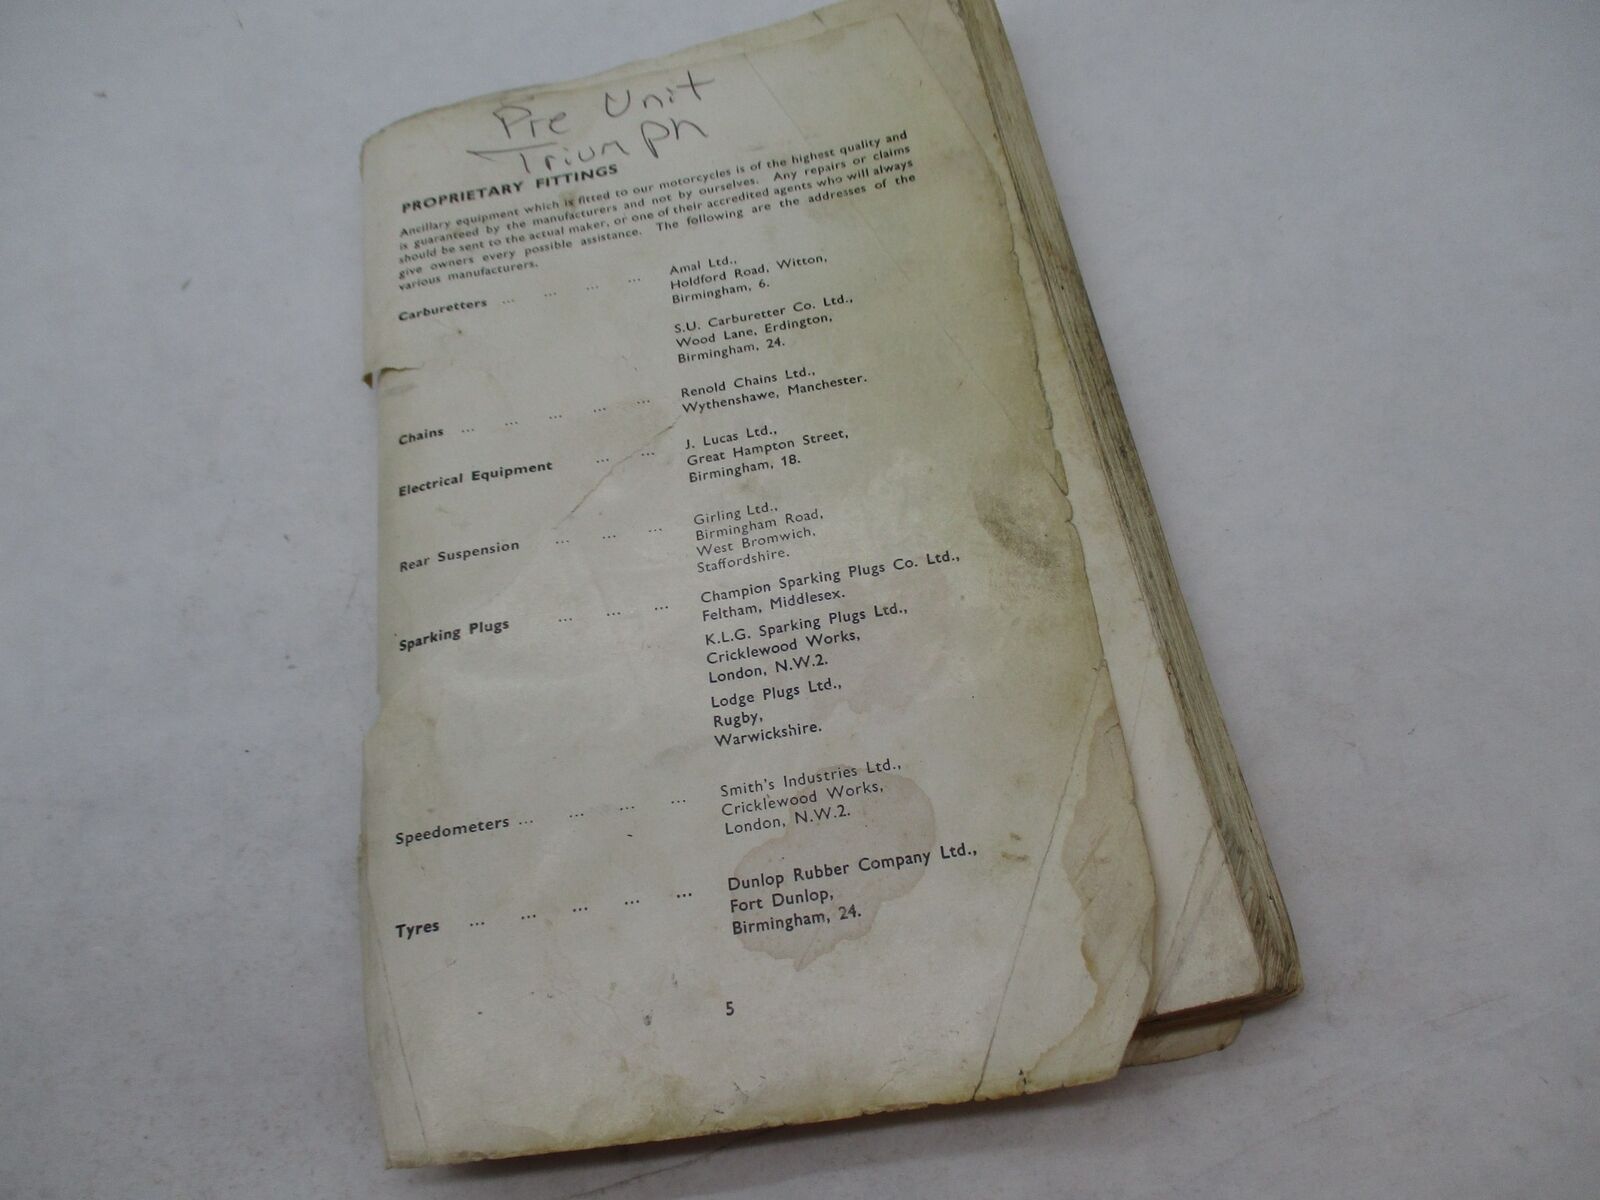 Pre Unit
Triumph
PROPRIETARY FITTINGS
Ancillary equipment which is fitted to our motorcycles is of the highest quality and
is guaranteed by the manufacturers and not by ourselves. Any repairs or claims
should be sent to the actual maker, or one of their accredited agents who will always
give owners every possible assistance. The following are the addresses of the
various manufacturers.
Carburetters ... ... ... ... Amal Ltd.,
Holdford Road, Witton,
Birmingham, 6.
S.U. Carburetter Co. Ltd.,
Wood Lane, Erdington,
Birmingham, 24.
Chains ... ... ... ... ... Renold Chains Ltd.,
Wythenshawe, Manchester.
Electrical Equipment ... ... J. Lucas Ltd.,
Great Hampton Street,
Birmingham, 18.
Rear Suspension ... ... ... Girling Ltd.,
Birmingham Road,
West Bromwich,
Staffordshire.
Sparking Plugs ... ... ... Champion Sparking Plugs Co. Ltd.,
Feltham, Middlesex.
K.L.G. Sparking Plugs Ltd.,
Cricklewood Works,
London, N.W.2.
Lodge Plugs Ltd.,
Rugby,
Warwickshire.
Speedometers ... ... ... ... Smith's Industries Ltd.,
Cricklewood Works,
London, N.W.2.
Tyres ... ... ... ... ... Dunlop Rubber Company Ltd.,
Fort Dunlop,
Birmingham, 24.
5